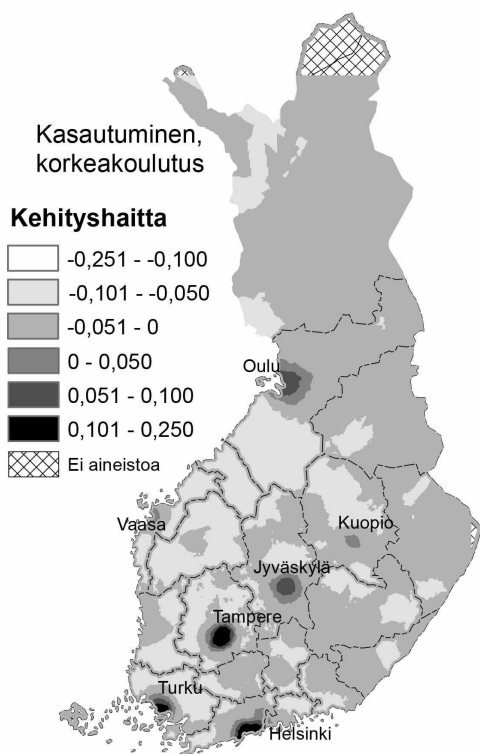 Kasautuminen,
korkeakoulutus
Kehityshaitta
-0,251 - -0,100
-0,101 - -0,050
-0,051 - 0
0 - 0,050
0,051 - 0,100
0,101 - 0,250
Ei aineistoa
Oulu
Vaasa
Kuopio
Jyväskylä
Tampere
Turku
Helsinki